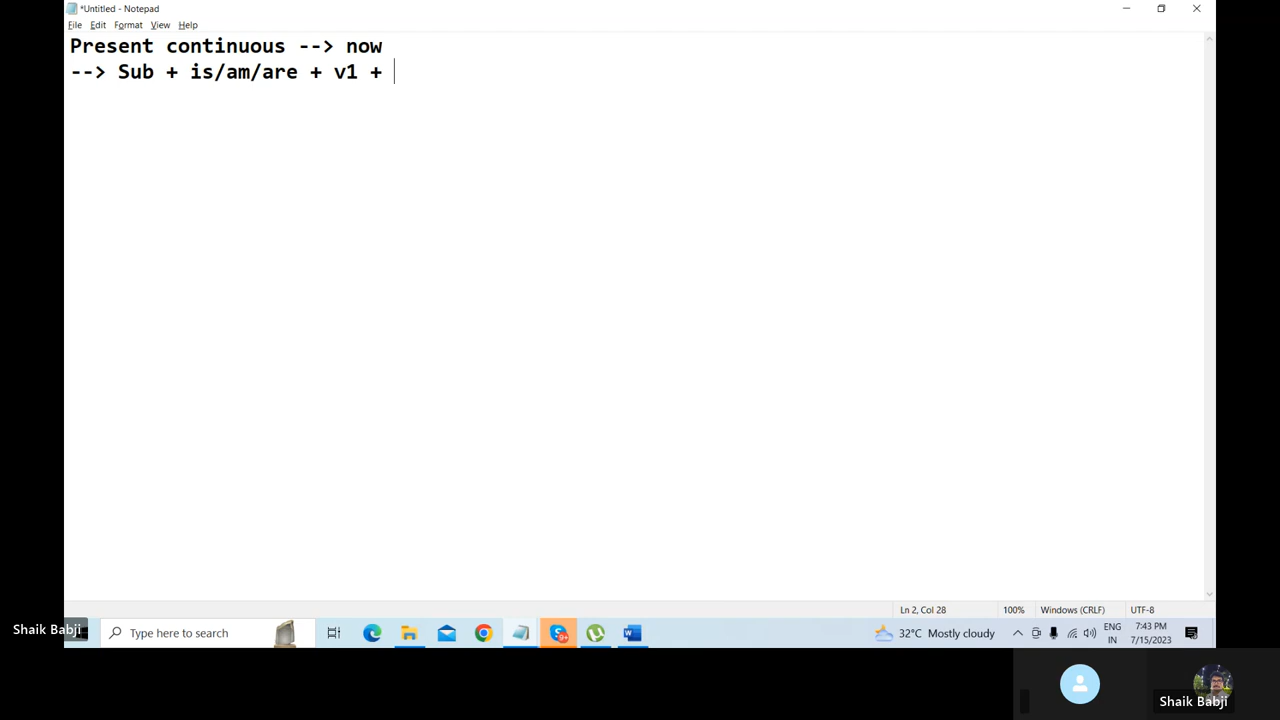 *Untitled - Notepad
File Edit Format View Help
Present continuous --> now
--> Sub + is/am/are + v1 +
Ln 2, Col 28 100% Windows (CRLF) UTF-8
Shaik Babji
Type here to search
9+
W
32°C Mostly cloudy
ENG
IN
7:43 PM
7/15/2023
Shaik Babji